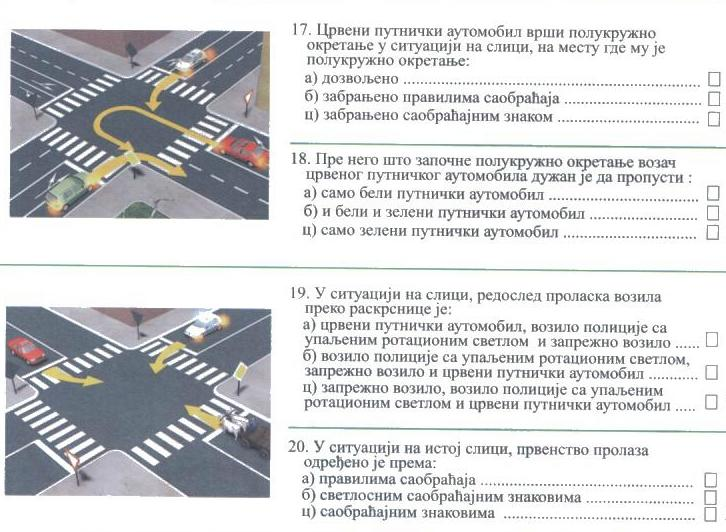 17. Црвени путнички аутомобил врши полукружно
окретање у ситуацији на слици, на месту где му је
полукружно окретање:
а) дозвољено ........................................................................
б) забрањено правилима саобраћаја ..................................
ц) забрањено саобраћајним знаком ...................................
18. Пре него што започне полукружно окретање возач
црвеног путничког аутомобила дужан је да пропусти :
а) само бели путнички аутомобил .....................................
б) и бели и зелени путнички аутомобил ...........................
ц) само зелени путнички аутомобил .................................
19. У ситуацији на слици, редослед проласка возила
преко раскрснице је:
а) црвени путнички аутомобил, возило полиције са
упаљеним ротационим светлом и запрежно возило ......
б) возило полиције са упаљеним ротационим светлом,
запрежно возило и црвени путнички аутомобил ............
ц) запрежно возило, возило полиције са упаљеним
ротационим светлом и црвени путнички аутомобил .....
20. У ситуацији на истој слици, првенство пролаза
одређено је према:
а) правилима саобраћаја .....................................................
б) светлосним саобраћајним знаковима ...........................
ц) саобраћајним знаковима ................................................